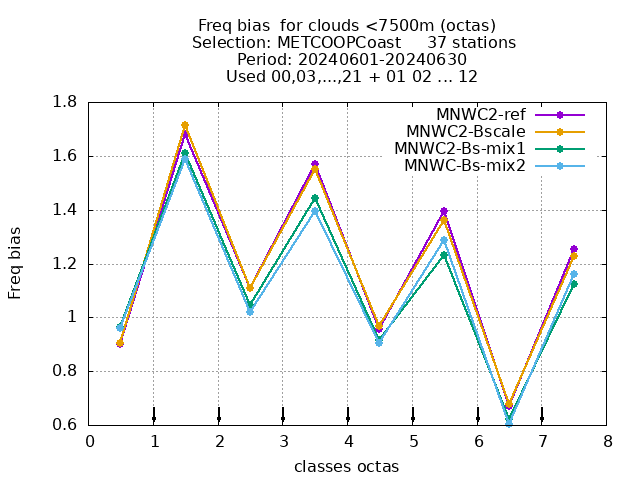 Freq bias  for clouds <7500m (octas)
Selection: METCOOPCoast     37 stations
Period: 20240601-20240630
Used 00,03,...,21 + 01 02 ... 12
MNWC2-ref
MNWC2-Bscale
MNWC2-Bs-mix1
MNWC-Bs-mix2
1.8
1.6
1.4
1.2
1
0.8
0.6
Freq bias
0 1 2 3 4 5 6 7 8
classes octas